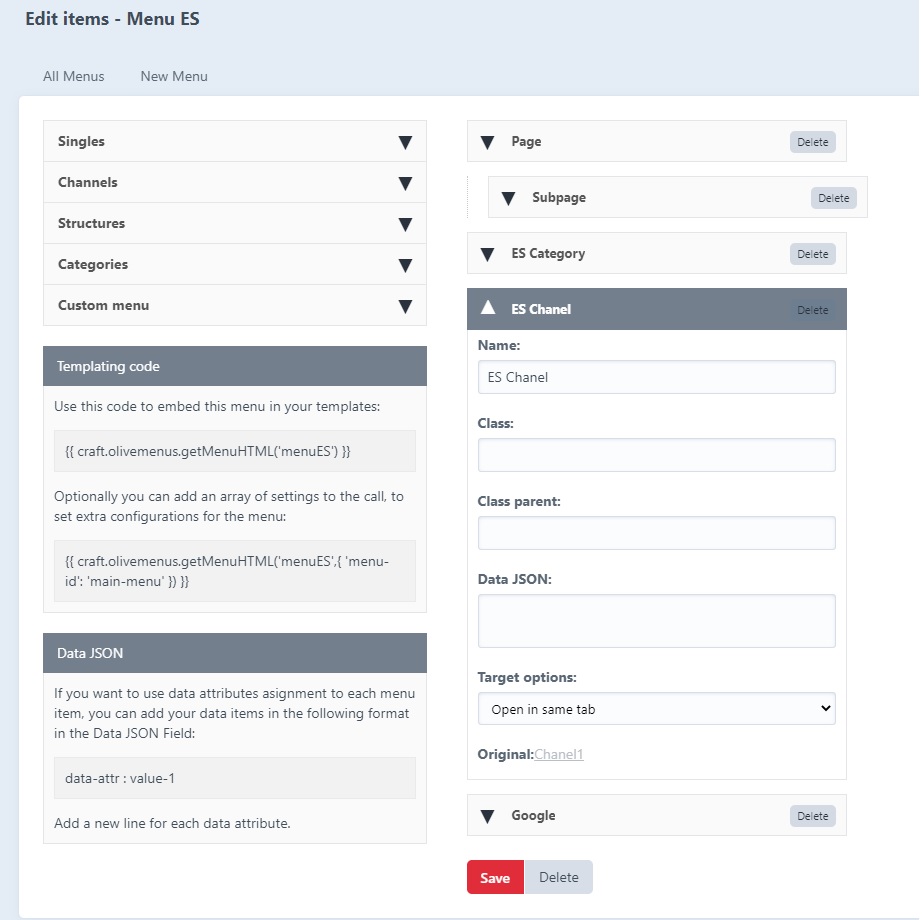 Edit items - Menu ES
All Menus
New Menu
Singles
Channels
Structures
Categories
Custom menu
Templating code
Use this code to embed this menu in your templates:
{{ craft.olivemenus.getMenuHTML('menuES') }}
Optionally you can add an array of settings to the call, to
set extra configurations for the menu:
{{ craft.olivemenus.getMenuHTML('menuES',{ 'menu-
id': 'main-menu' }) }}
Data JSON
If you want to use data attributes asignment to each menu
item, you can add your data items in the following format
in the Data JSON Field:
data-attr : value-1
Add a new line for each data attribute.
Page
Delete
Subpage
Delete
ES Category
Delete
ES Chanel
Delete
Name:
ES Chanel
Class:
Class parent:
Data JSON:
Target options:
Open in same tab
Original:Chanel1
Google
Delete
Save
Delete